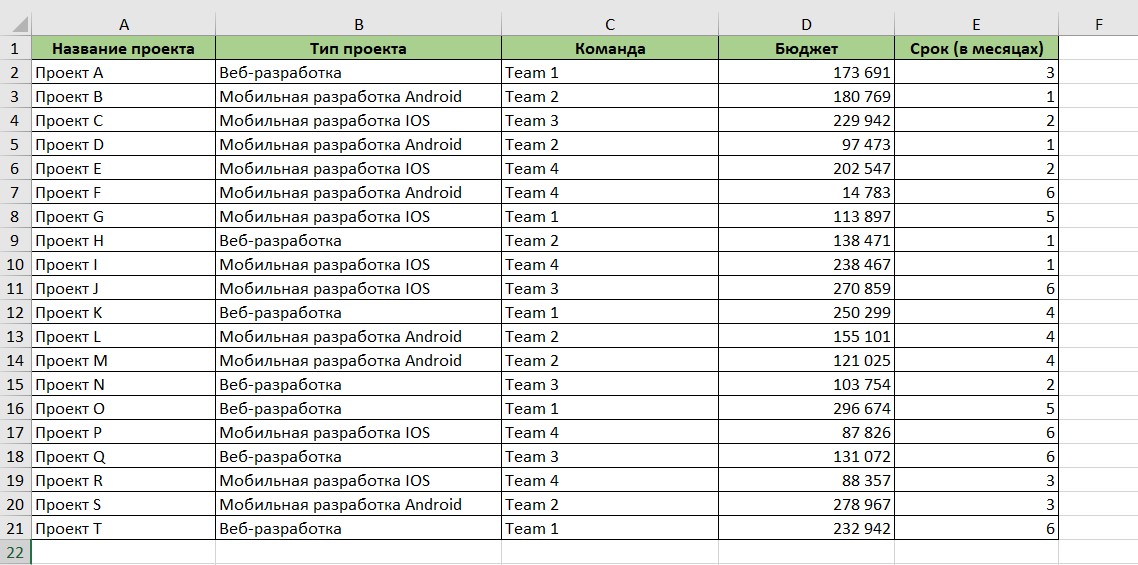 A B C D E F
1 Название проекта Тип проекта Команда Бюджет Срок (в месяцах)
2 Проект A Веб-разработка Team 1 173 691 3
3 Проект B Мобильная разработка Android Team 2 180 769 1
4 Проект C Мобильная разработка IOS Team 3 229 942 2
5 Проект D Мобильная разработка Android Team 2 97 473 1
6 Проект E Мобильная разработка IOS Team 4 202 547 2
7 Проект F Мобильная разработка Android Team 4 14 783 6
8 Проект G Мобильная разработка IOS Team 1 113 897 5
9 Проект H Веб-разработка Team 2 138 471 1
10 Проект I Мобильная разработка IOS Team 4 238 467 1
11 Проект J Мобильная разработка IOS Team 3 270 859 6
12 Проект K Веб-разработка Team 1 250 299 4
13 Проект L Мобильная разработка Android Team 2 155 101 4
14 Проект M Мобильная разработка Android Team 2 121 025 4
15 Проект N Веб-разработка Team 3 103 754 2
16 Проект O Веб-разработка Team 1 296 674 5
17 Проект P Мобильная разработка IOS Team 4 87 826 6
18 Проект Q Веб-разработка Team 3 131 072 6
19 Проект R Мобильная разработка IOS Team 4 88 357 3
20 Проект S Мобильная разработка Android Team 2 278 967 3
21 Проект T Веб-разработка Team 1 232 942 6
22